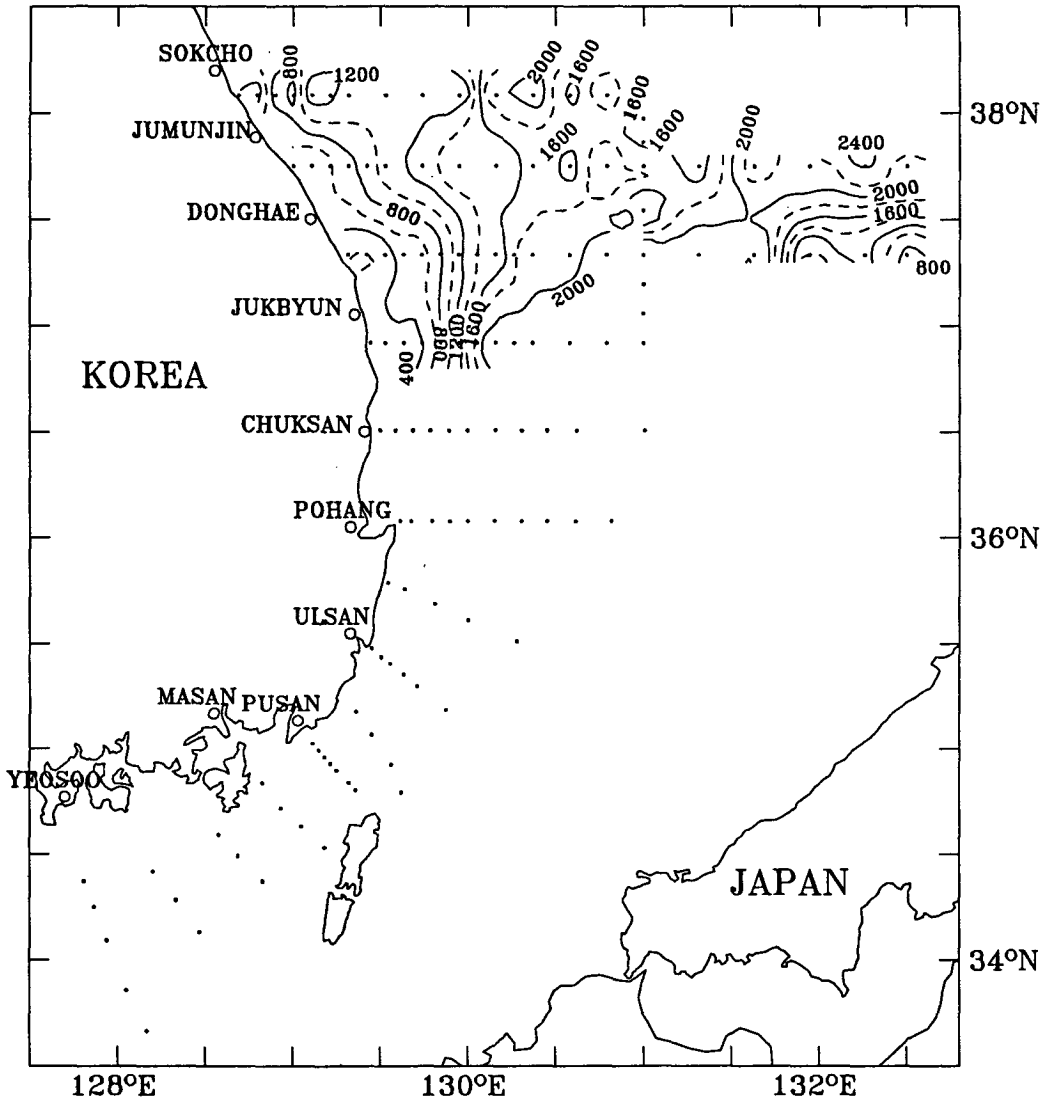 SOKCHO
800
1200
2000
1600
1600
1600
1600
2000
2400
38°N
JUMUNJIN
2000
1600
DONGHAE
800
800
2000
JUKBYUN
1600
1200
800
400
KOREA
CHUKSAN
POHANG
36°N
ULSAN
MASAN
PUSAN
YEOSOO
JAPAN
34°N
128°E
130°E
132°E